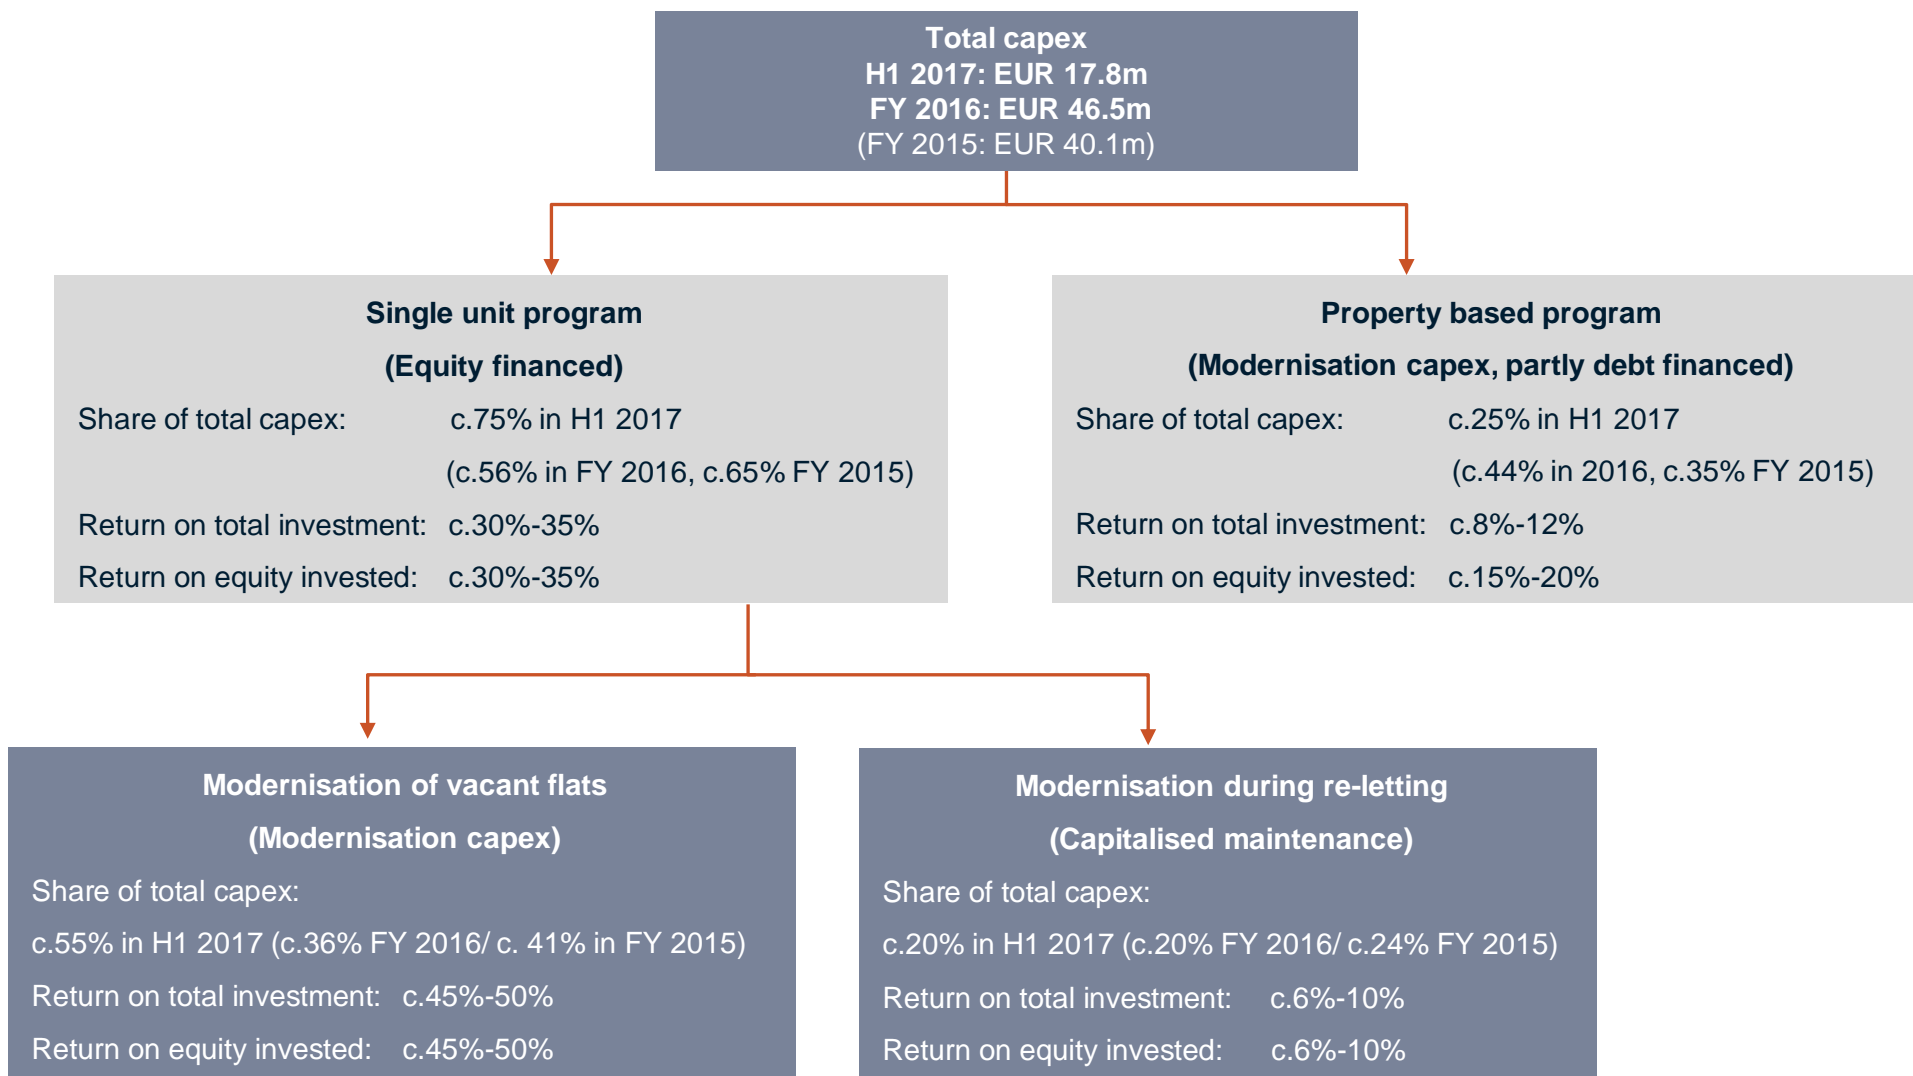 Total capex
H1 2017: EUR 17.8m
FY 2016: EUR 46.5m
(FY 2015: EUR 40.1m)
Single unit program
(Equity financed)
Share of total capex: c.75% in H1 2017
(c.56% in FY 2016, c.65% FY 2015)
Return on total investment: c.30%-35%
Return on equity invested: c.30%-35%
Property based program
(Modernisation capex, partly debt financed)
Share of total capex: c.25% in H1 2017
(c.44% in 2016, c.35% FY 2015)
Return on total investment: c.8%-12%
Return on equity invested: c.15%-20%
Modernisation of vacant flats
(Modernisation capex)
Share of total capex:
c.55% in H1 2017 (c.36% FY 2016/ c. 41% in FY 2015)
Return on total investment: c.45%-50%
Return on equity invested: c.45%-50%
Modernisation during re-letting
(Capitalised maintenance)
Share of total capex:
c.20% in H1 2017 (c.20% FY 2016/ c.24% FY 2015)
Return on total investment: c.6%-10%
Return on equity invested: c.6%-10%